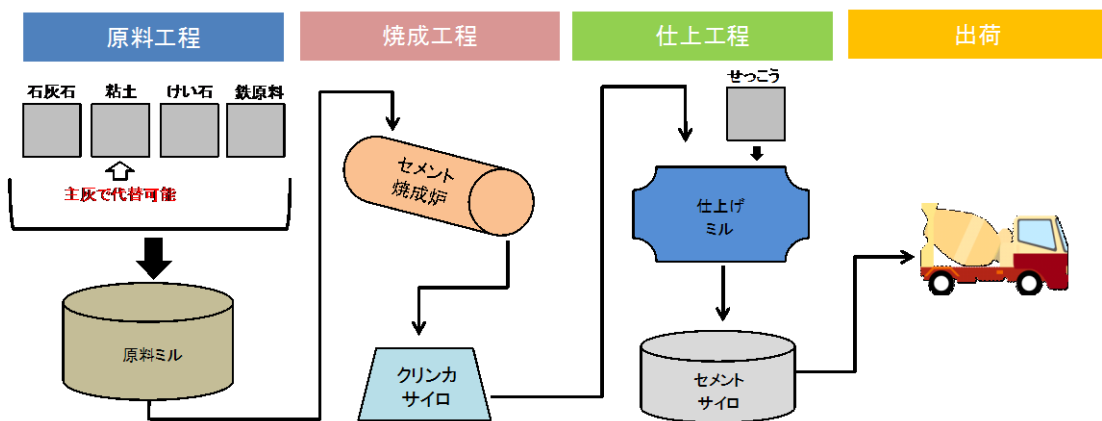 原料工程
焼成工程
仕上工程
出荷
石灰石
粘土
けい石
鉄原料
主灰で代替可能
原料ミル
セメント
焼成炉
クリンカ
サイロ
せっこう
仕上げ
ミル
セメント
サイロ